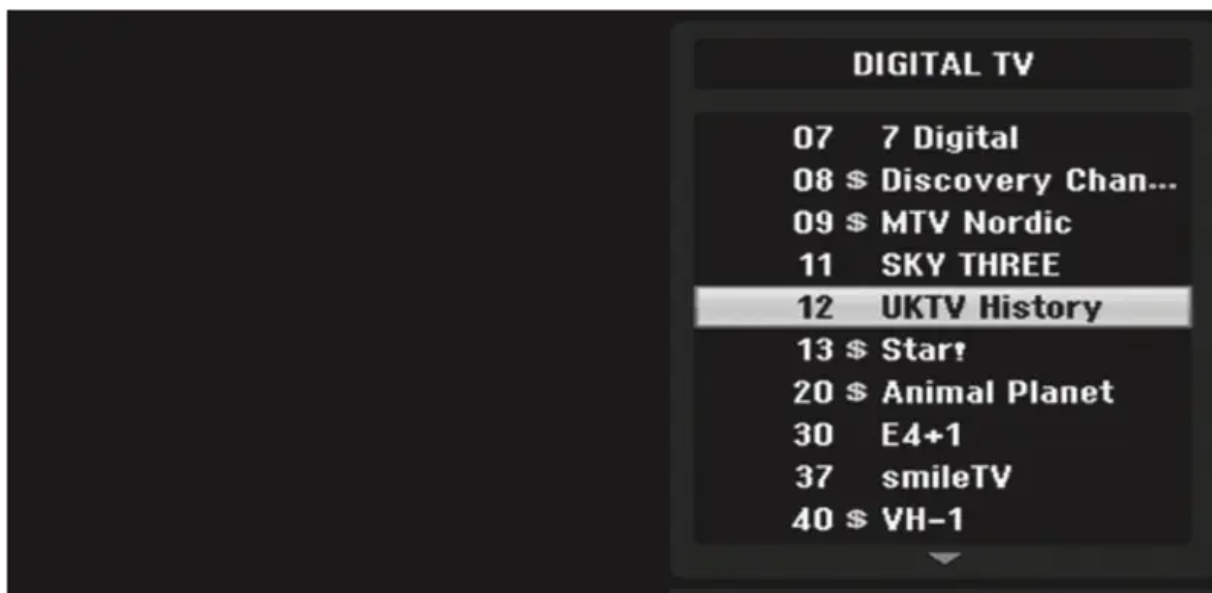 DIGITAL TV
07 7 Digital
08 $ Discovery Chan...
09 $ MTV Nordic
11 SKY THREE
12 UKTV History
13 $ Star!
20 $ Animal Planet
30 E4+1
37 smileTV
40 $ VH-1